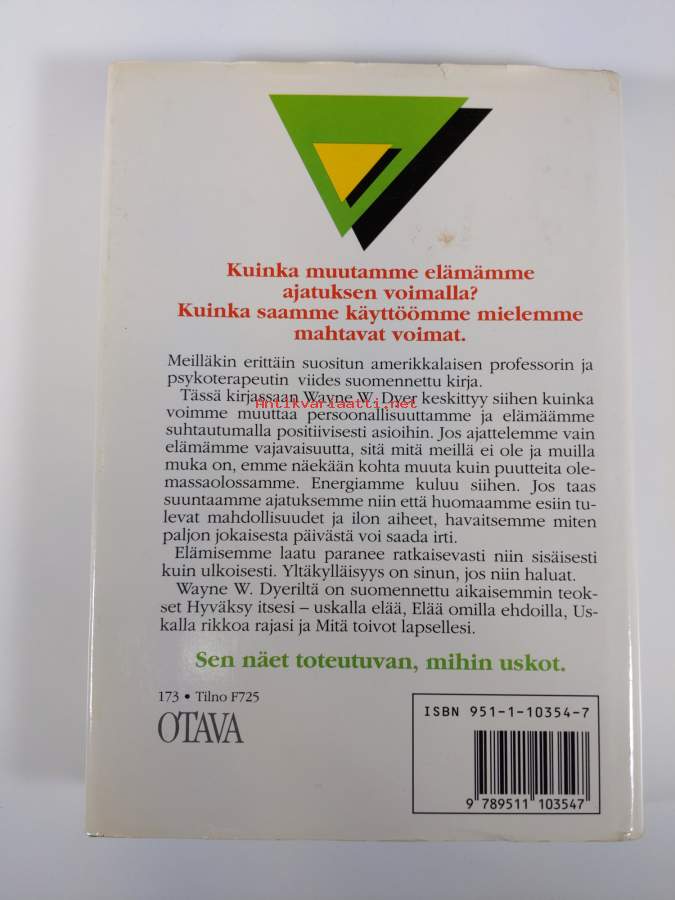 Kuinka muutamme elämämme
ajatuksen voimalla?
Kuinka saamme käyttöömme mielemme
mahtavat voimat.
Meilläkin erittäin suositun amerikkalaisen professorin ja
psykoterapeutin viides suomennettu kirja.
Tässä kirjassaan Wayne W. Dyer keskittyy siihen kuinka
Antikvariaatti.net
voimme muuttaa persoonallisuuttamme ja elämäämme
suhtautumalla positiivisesti asioihin. Jos ajattelemme vain
elämämme vajavaisuutta, sitä mitä meillä ei ole ja muilla
muka on, emme näekään kohta muuta kuin puutteita ole-
massaolossamme. Energiamme kuluu siihen. Jos taas
suuntaamme ajatuksemme niin että huomaamme esiin tu-
levat mahdollisuudet ja ilon aiheet, havaitsemme miten
paljon jokaisesta päivästä voi saada irti.
Elämisemme laatu paranee ratkaisevasti niin sisäisesti
kuin ulkoisesti. Yltäkylläisyys on sinun, jos niin haluat.
Wayne W. Dyeriltä on suomennettu aikaisemmin teok-
set Hyväksy itsesi – uskalla elää, Elää omilla ehdoilla, Us-
kalla rikkoa rajasi ja Mitä toivot lapsellesi.
Sen näet toteutuvan, mihin uskot.
173 • Tilno F725
OTAVA
ISBN 951-1-10354-7
9 789511 103547